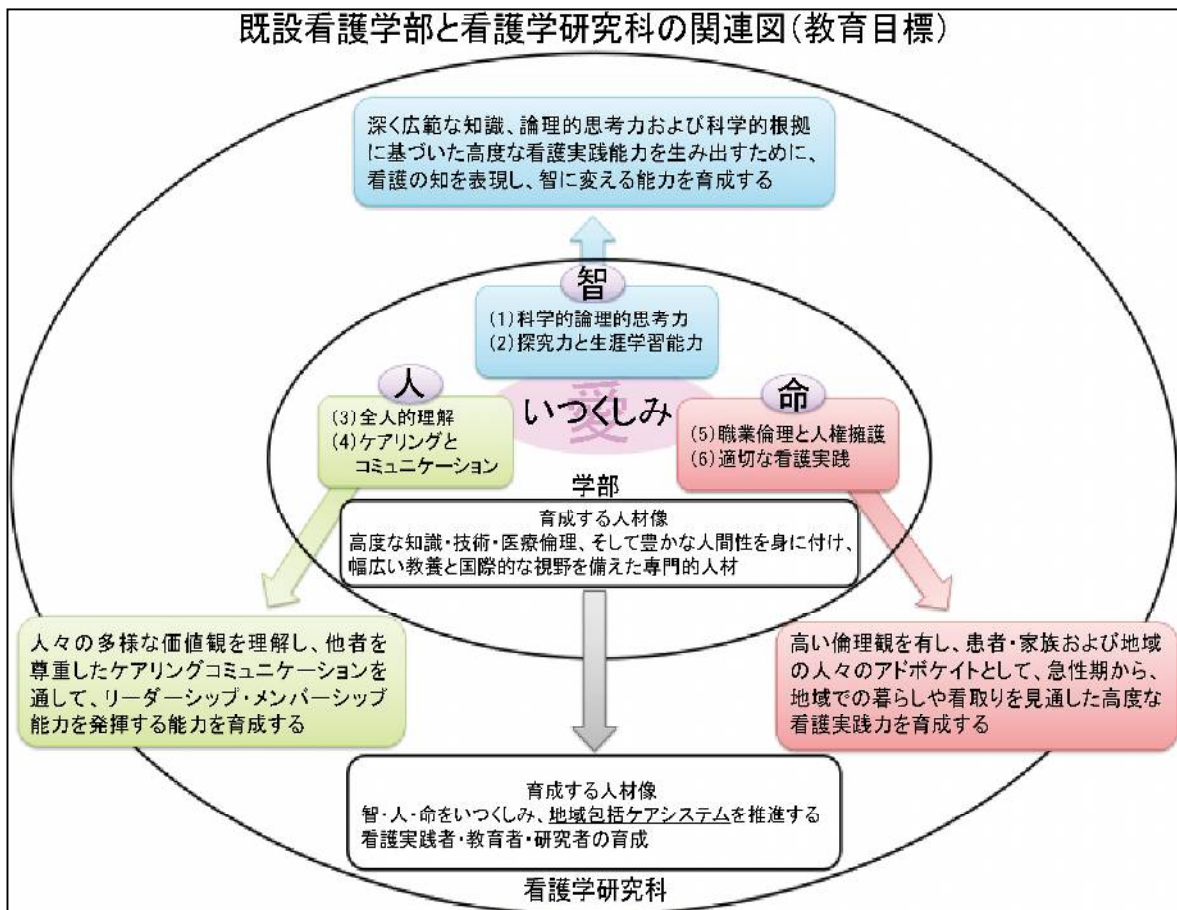 既設看護学部と看護学研究科の関連図(教育目標)
深く広範な知識、論理的思考力および科学的根拠
に基づいた高度な看護実践能力を生み出すために、
看護の知を表現し、智に変える能力を育成する
智
(1)科学的論理的思考力
(2)探究力と生涯学習能力
人
(3)全人的理解
(4)ケアリングと
コミュニケーション
愛
いつくしみ
命
(5)職業倫理と人権擁護
(6)適切な看護実践
学部
育成する人材像
高度な知識・技術・医療倫理、そして豊かな人間性を身に付け、
幅広い教養と国際的な視野を備えた専門的人材
人々の多様な価値観を理解し、他者を
尊重したケアリングコミュニケーションを
通して、リーダーシップ・メンバーシップ
能力を発揮する能力を育成する
高い倫理観を有し、患者・家族および地域
の人々のアドボケイトとして、急性期から、
地域での暮らしや看取りを見通した高度な
看護実践力を育成する
育成する人材像
智・人・命をいつくしみ、地域包括ケアシステムを推進する
看護実践者・教育者・研究者の育成
看護学研究科